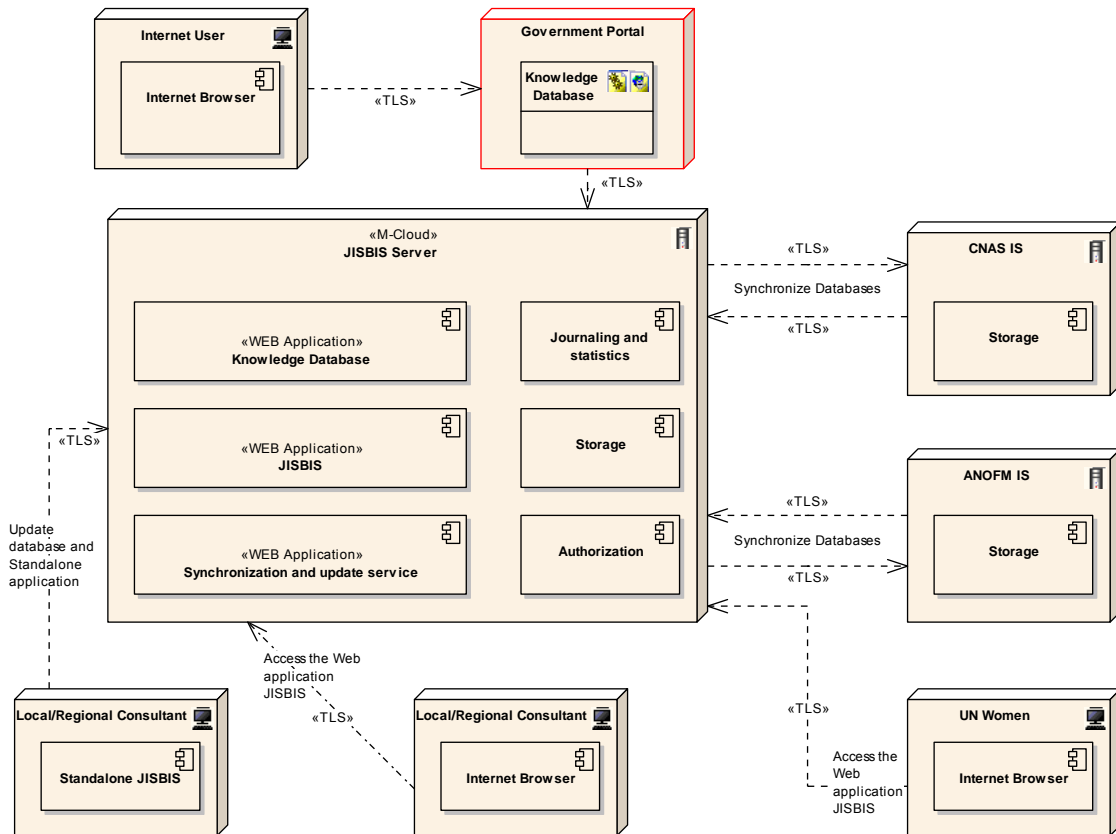 Internet User
Internet Browser
«TLS»
Government Portal
Knowledge
Database
«TLS»
«M-Cloud»
JISBIS Server
«WEB Application»
Knowledge Database
Journaling and
statistics
«WEB Application»
JISBIS
Storage
«WEB Application»
Synchronization and update service
Authorization
«TLS»
Synchronize Databases
«TLS»
CNAS IS
Storage
«TLS»
Synchronize Databases
«TLS»
ANOFM IS
Storage
«TLS»
Update
database and
Standalone
application
Local/Regional Consultant
Standalone JISBIS
Access the Web
application
JISBIS
«TLS»
Local/Regional Consultant
Internet Browser
«TLS»
Access the
Web
application
JISBIS
UN Women
Internet Browser